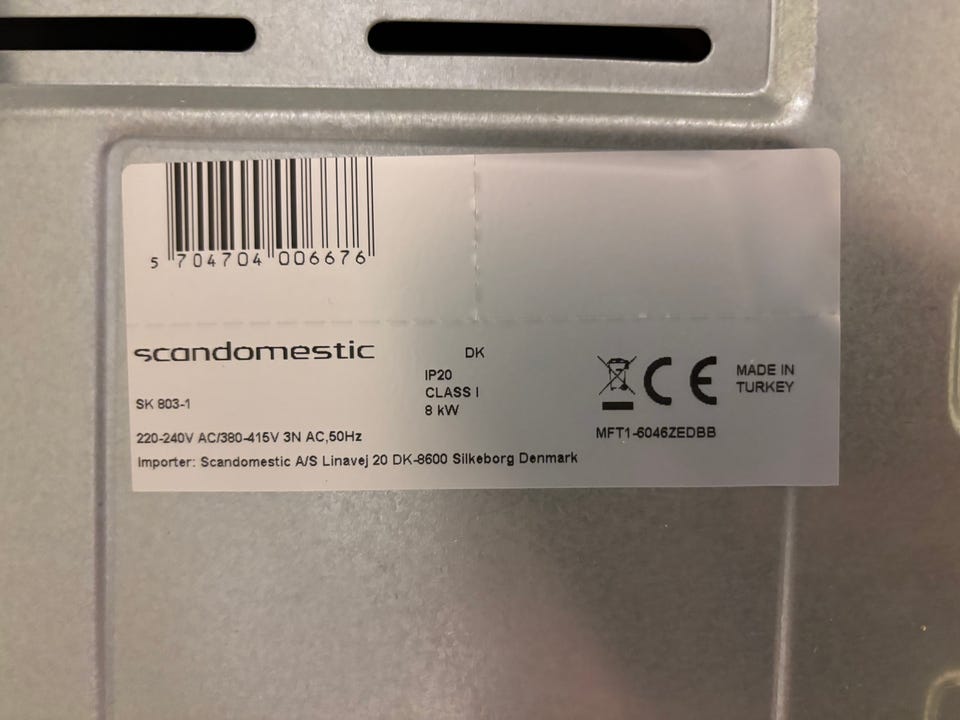 5 704704 006676
scandomestic
DK
IP20
CLASS I
8 kW
SK 803-1
CE
MADE IN
TURKEY
220-240V AC/380-415V 3N AC,50Hz
MFT1-6046ZEDBB
Importer: Scandomestic A/S Linavej 20 DK-8600 Silkeborg Denmark